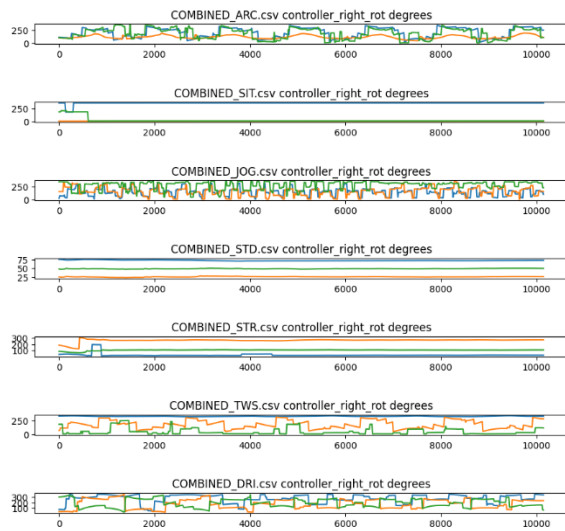 COMBINED_ARC.csv controller_right_rot degrees
250
0
0 2000 4000 6000 8000 10000
COMBINED_SIT.csv controller_right_rot degrees
250
0
0 2000 4000 6000 8000 10000
COMBINED_JOG.csv controller_right_rot degrees
250
0
0 2000 4000 6000 8000 10000
COMBINED_STD.csv controller_right_rot degrees
75
50
25
0 2000 4000 6000 8000 10000
COMBINED_STR.csv controller_right_rot degrees
300
200
100
0 2000 4000 6000 8000 10000
COMBINED_TWS.csv controller_right_rot degrees
250
0
0 2000 4000 6000 8000 10000
COMBINED_DRI.csv controller_right_rot degrees
300
200
100
0 2000 4000 6000 8000 10000